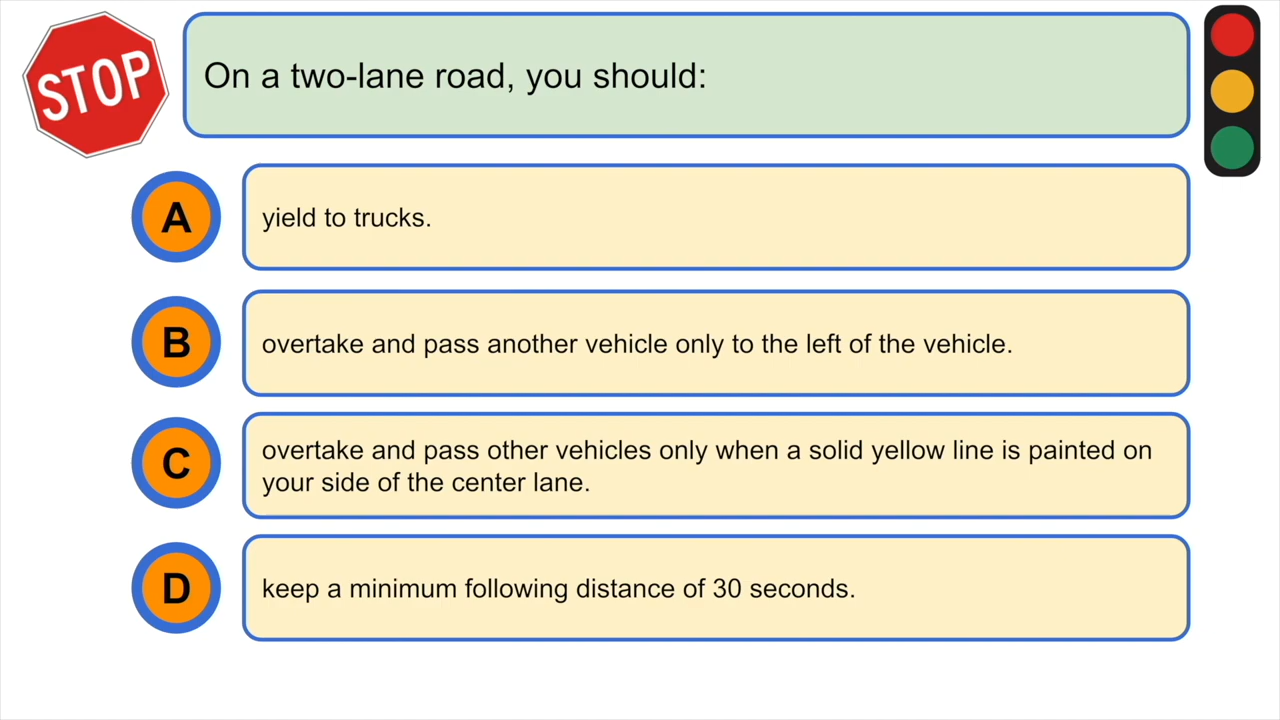 STOP
On a two-lane road, you should:
A
yield to trucks.
B
overtake and pass another vehicle only to the left of the vehicle.
C
overtake and pass other vehicles only when a solid yellow line is painted on
your side of the center lane.
D
keep a minimum following distance of 30 seconds.